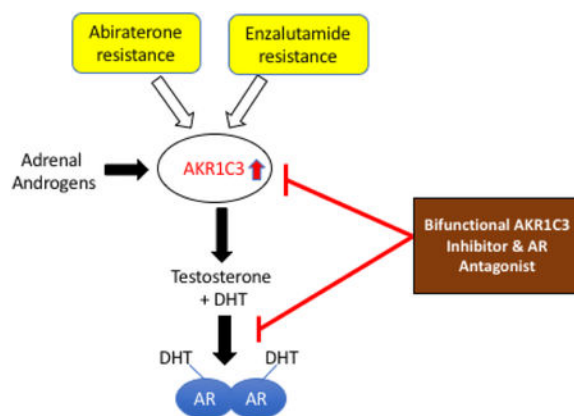 Abiraterone
resistance
Enzalutamide
resistance
Adrenal
Androgens
AKR1C3
Bifunctional AKR1C3
Inhibitor & AR
Antagonist
Testosterone
+ DHT
DHT
DHT
AR
AR